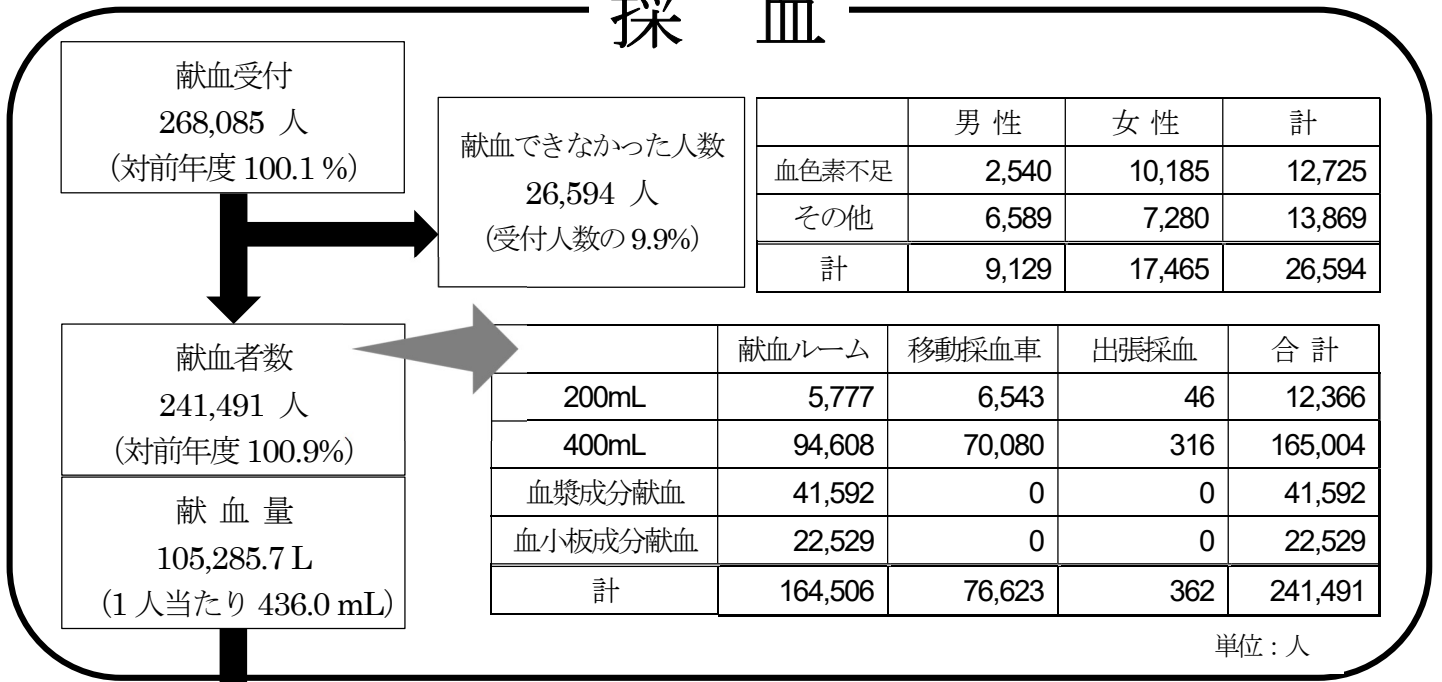 採 血
献血受付
268,085 人
(対前年度 100.1 %)
献血できなかった人数
26,594 人
(受付人数の 9.9%)
男 性 女 性 計
血色素不足 2,540 10,185 12,725
その他 6,589 7,280 13,869
計 9,129 17,465 26,594
献血者数
241,491 人
(対前年度 100.9%)
献 血 量
105,285.7 L
(1 人当たり 436.0 mL)
献血ルーム 移動採血車 出張採血 合 計
200mL 5,777 6,543 46 12,366
400mL 94,608 70,080 316 165,004
血漿成分献血 41,592 0 0 41,592
血小板成分献血 22,529 0 0 22,529
計 164,506 76,623 362 241,491
単位：人